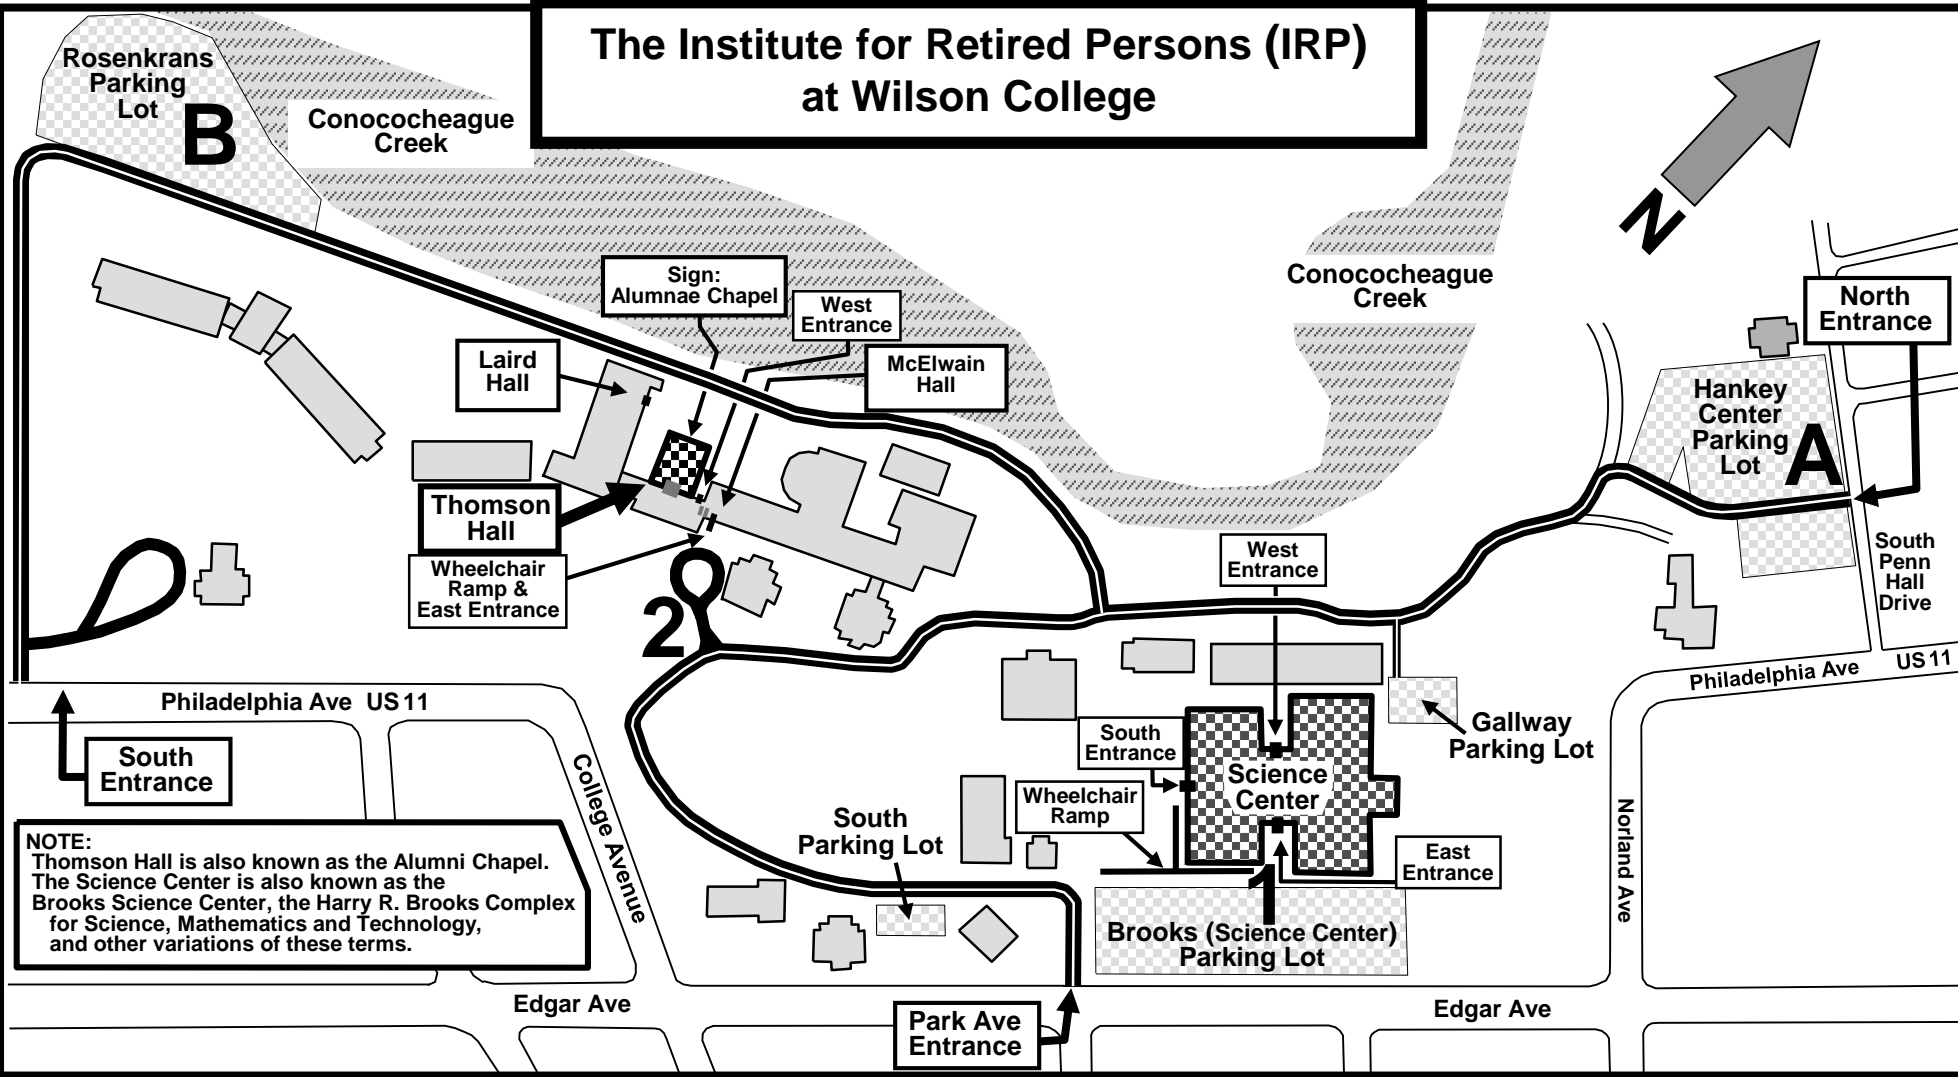 The Institute for Retired Persons (IRP)
at Wilson College
Rosenkrans
Parking
Lot
B
Conococheague
Creek
N
Sign:
Alumnae Chapel
West
Entrance
Conococheague
Creek
North
Entrance
Laird
Hall
McElwain
Hall
Hankey
Center
Parking
Lot
A
Thomson
Hall
Wheelchair
Ramp &
East Entrance
2
West
Entrance
South
Penn
Hall
Drive
Philadelphia Ave US 11
Philadelphia Ave US 11
South
Entrance
College Avenue
South
Entrance
Science
Center
Gallway
Parking Lot
Wheelchair
Ramp
South
Parking Lot
East
Entrance
1
Norland Ave
Brooks (Science Center)
Parking Lot
NOTE:
Thomson Hall is also known as the Alumni Chapel.
The Science Center is also known as the
Brooks Science Center, the Harry R. Brooks Complex
for Science, Mathematics and Technology,
and other variations of these terms.
Edgar Ave
Park Ave
Entrance
Edgar Ave